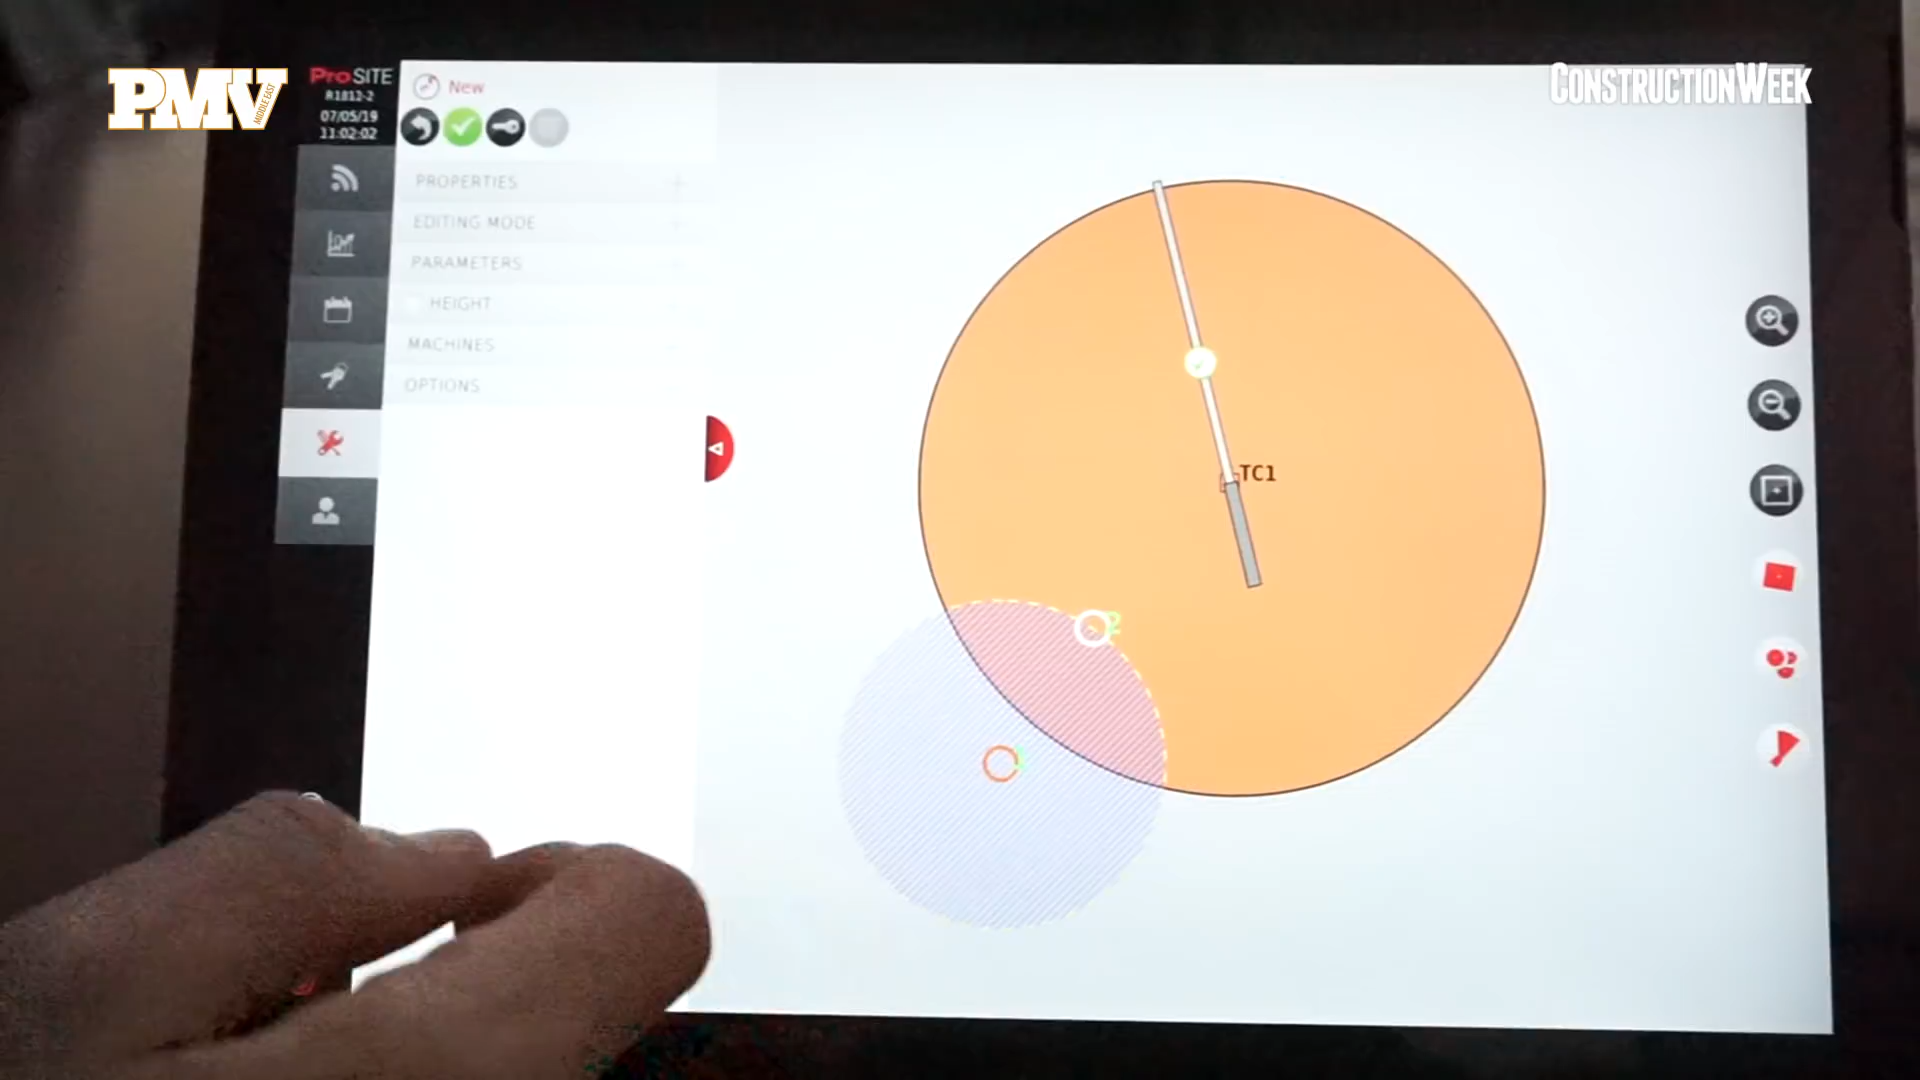 PMV
MIDDLE EAST
CONSTRUCTIONWEEK
ProSITE
R1812-2
07/05/19
11:02:02
New
PROPERTIES
EDITING MODE
PARAMETERS
HEIGHT
MACHINES
OPTIONS
TC1
2